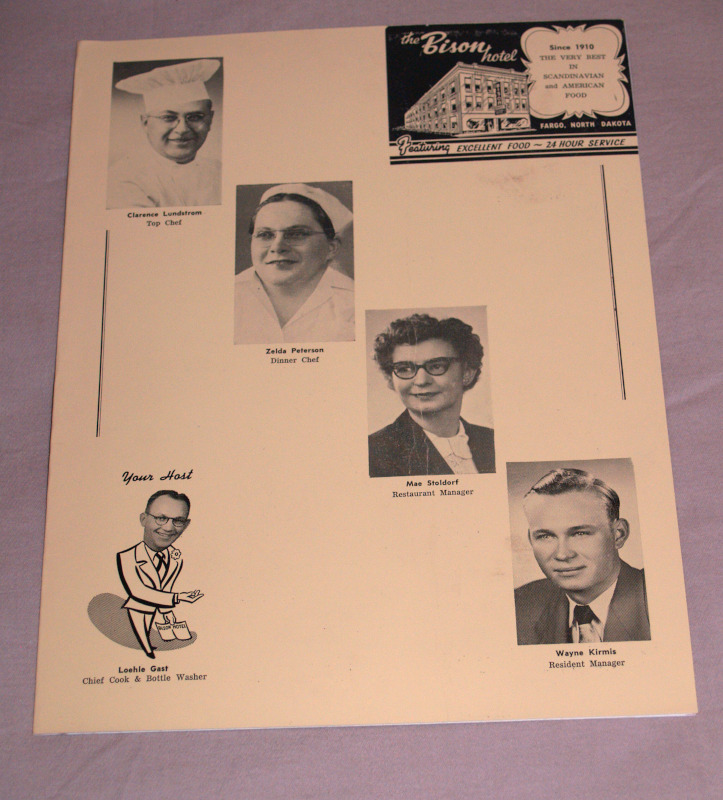 the Bison hotel
Since 1910
THE VERY BEST
IN
SCANDINAVIAN
and AMERICAN
FOOD
FARGO, NORTH DAKOTA
Featuring EXCELLENT FOOD ~ 24 HOUR SERVICE
Clarence Lundstrom
Top Chef
Zelda Peterson
Dinner Chef
Mae Stoldorf
Restaurant Manager
Wayne Kirmis
Resident Manager
Your Host
BISON HOTEL
Loehle Gast
Chief Cook & Bottle Washer